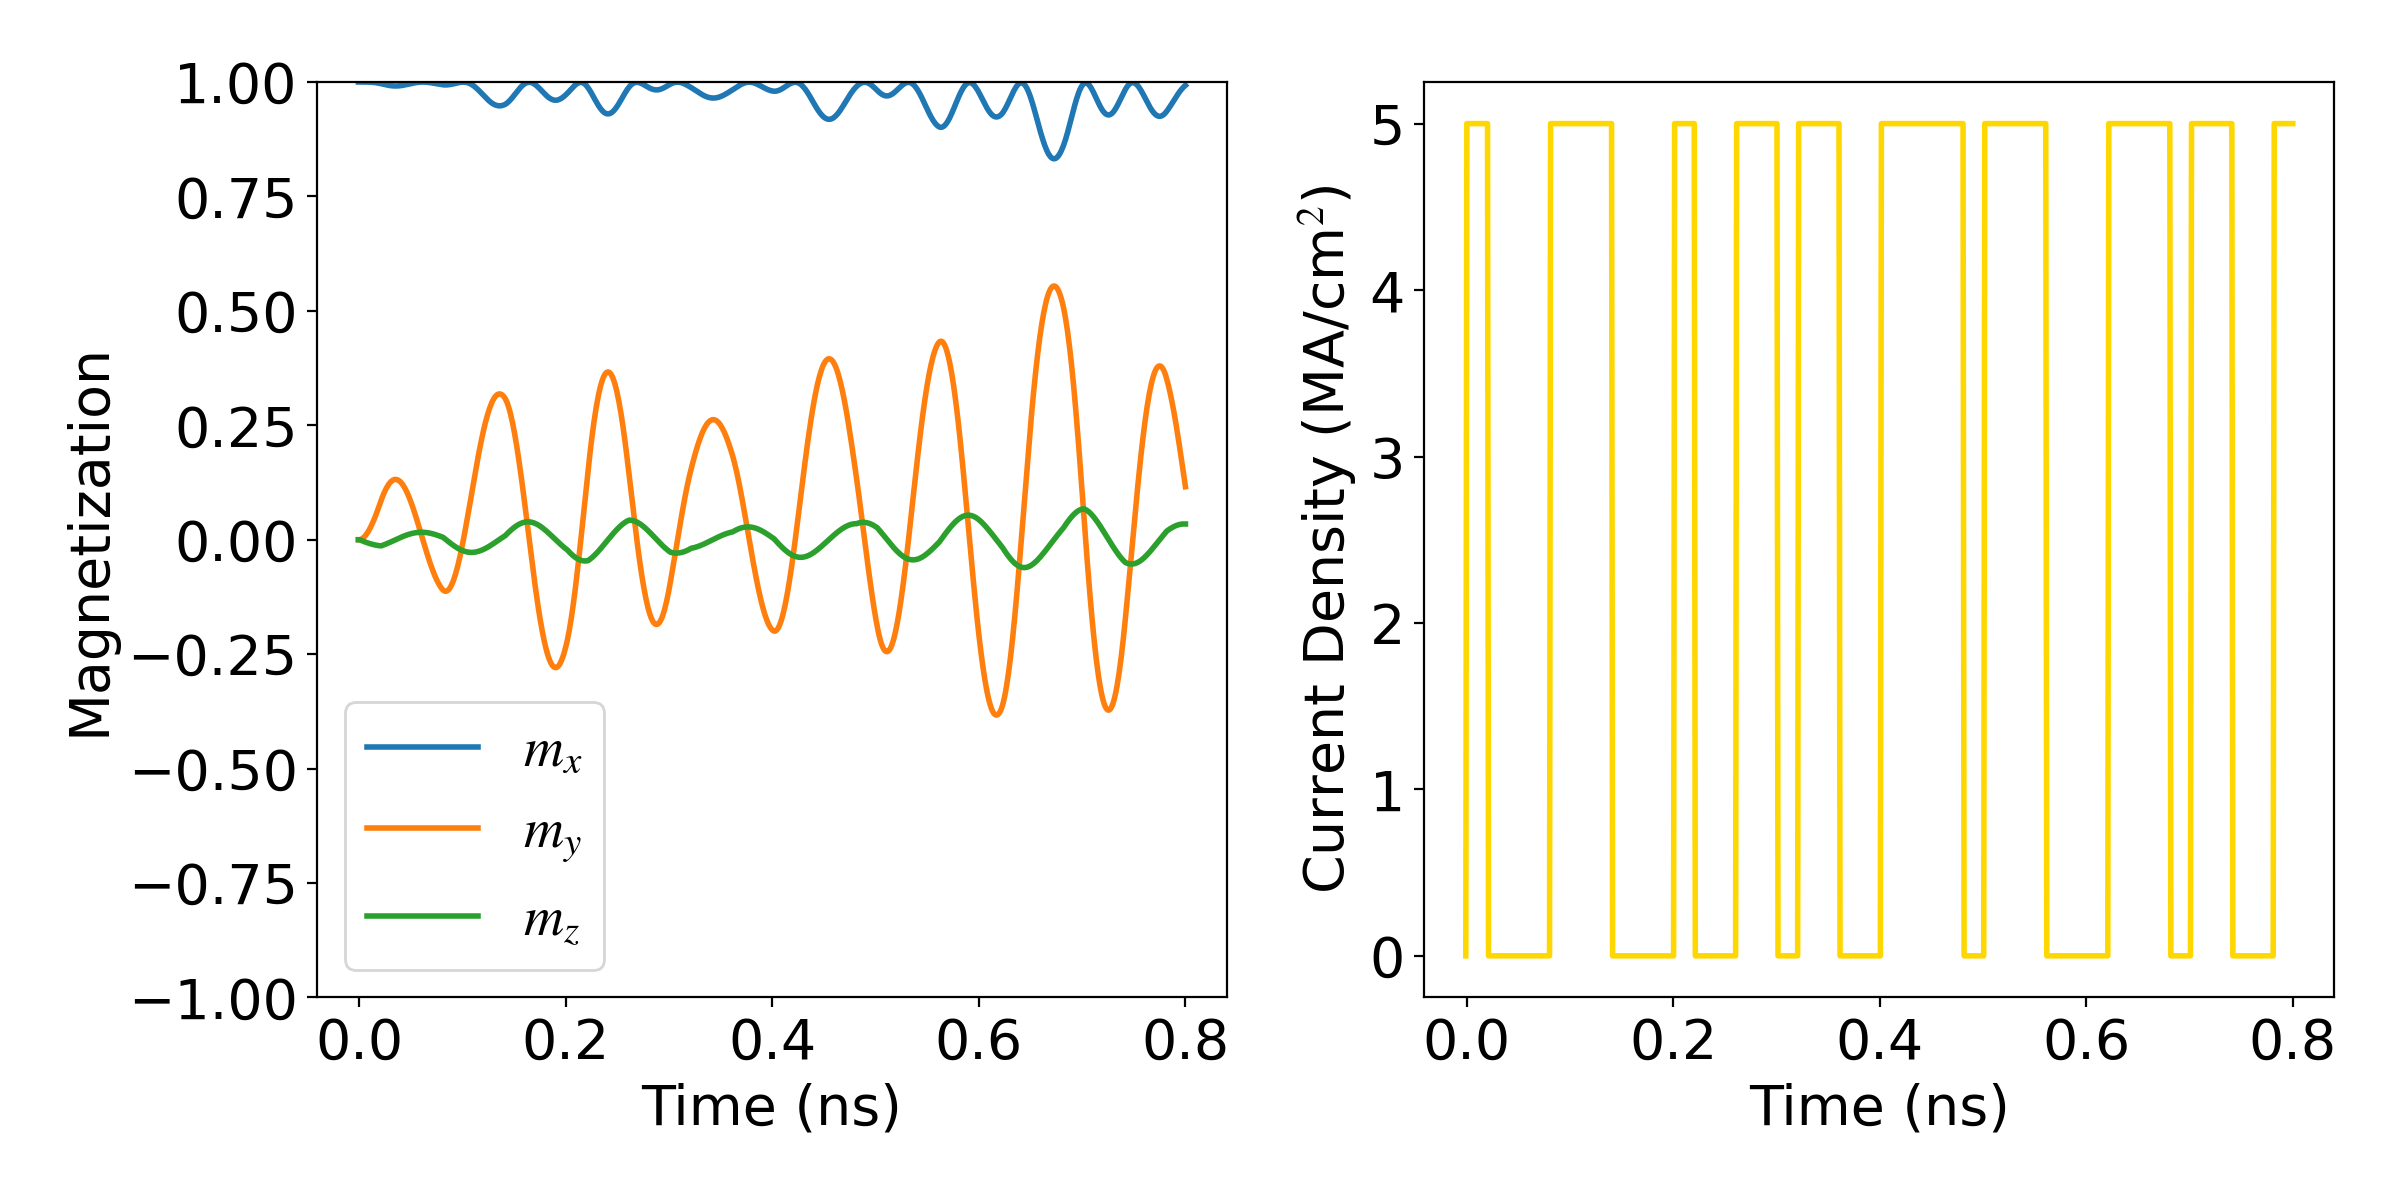 1.00
0.75
0.50
0.25
0.00
−0.25
−0.50
−0.75
−1.00
Magnetization
m_x
m_y
m_z
0.0 0.2 0.4 0.6 0.8
Time (ns)
5
4
3
2
1
0
Current Density (MA/cm²)
0.0 0.2 0.4 0.6 0.8
Time (ns)